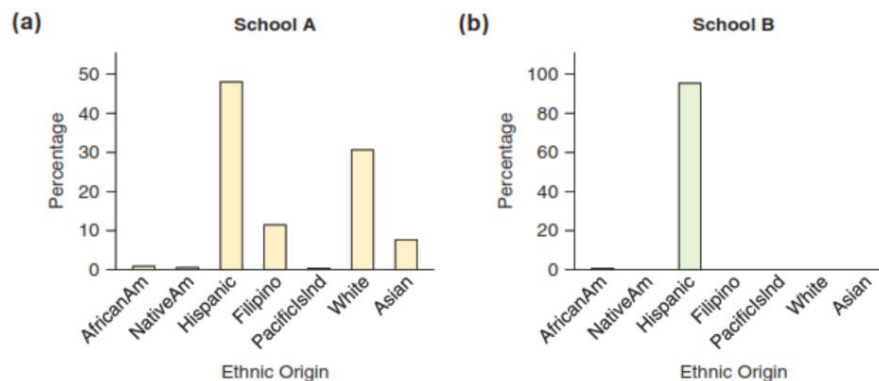 (a)
School A
50
40
30
20
10
0
Percentage
AfricanAm
NativeAm
Hispanic
Filipino
PacificIsInd
White
Asian
Ethnic Origin
(b)
School B
100
80
60
40
20
0
Percentage
AfricanAm
NativeAm
Hispanic
Filipino
PacificIsInd
White
Asian
Ethnic Origin